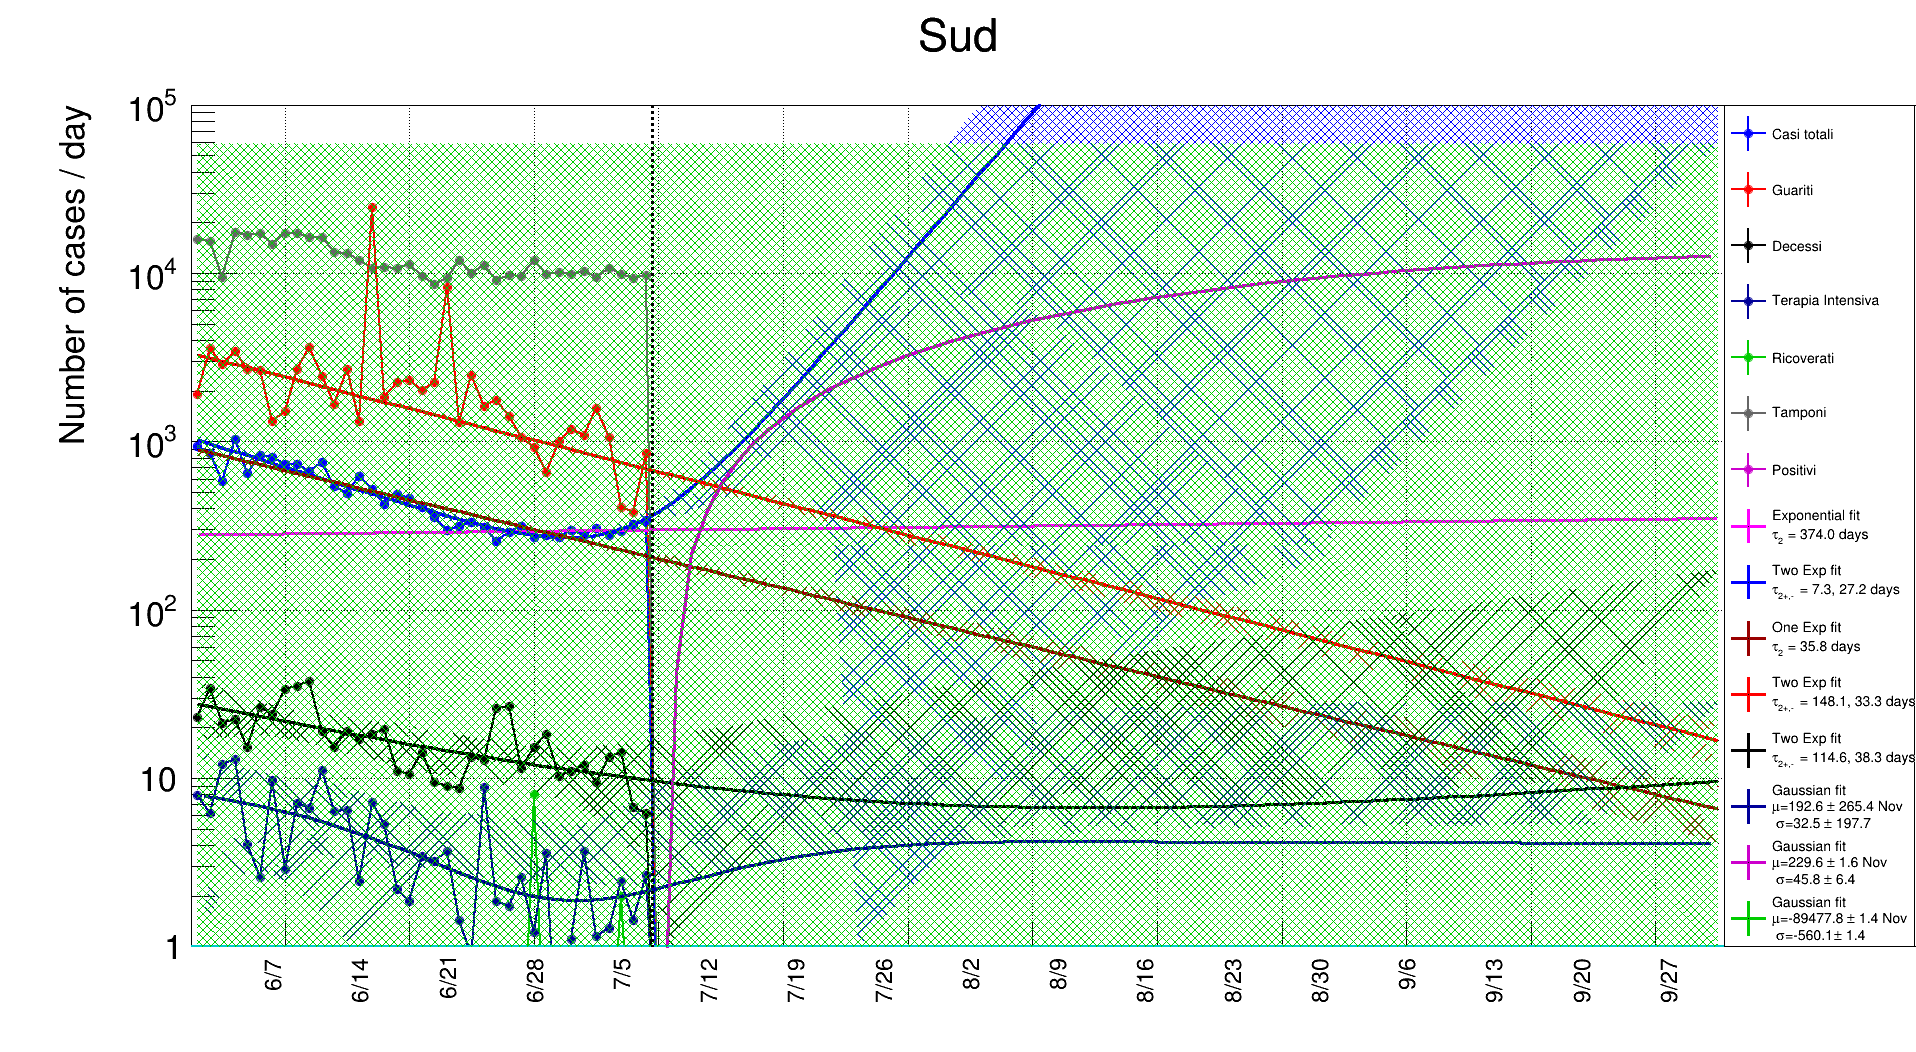 Sud
Number of cases / day
10^5
10^4
10^3
10^2
10
1
6/7
6/14
6/21
6/28
7/5
7/12
7/19
7/26
8/2
8/9
8/16
8/23
8/30
9/6
9/13
9/20
9/27
Casi totali
Guariti
Decessi
Terapia Intensiva
Ricoverati
Tamponi
Positivi
Exponential fit
τ2 = 374.0 days
Two Exp fit
τ2+,- = 7.3, 27.2 days
One Exp fit
τ2 = 35.8 days
Two Exp fit
τ2+,- = 148.1, 33.3 days
Two Exp fit
τ2+,- = 114.6, 38.3 days
Gaussian fit
μ=192.6 ± 265.4 Nov
σ=32.5 ± 197.7
Gaussian fit
μ=229.6 ± 1.6 Nov
σ=45.8 ± 6.4
Gaussian fit
μ=-89477.8 ± 1.4 Nov
σ=-560.1 ± 1.4